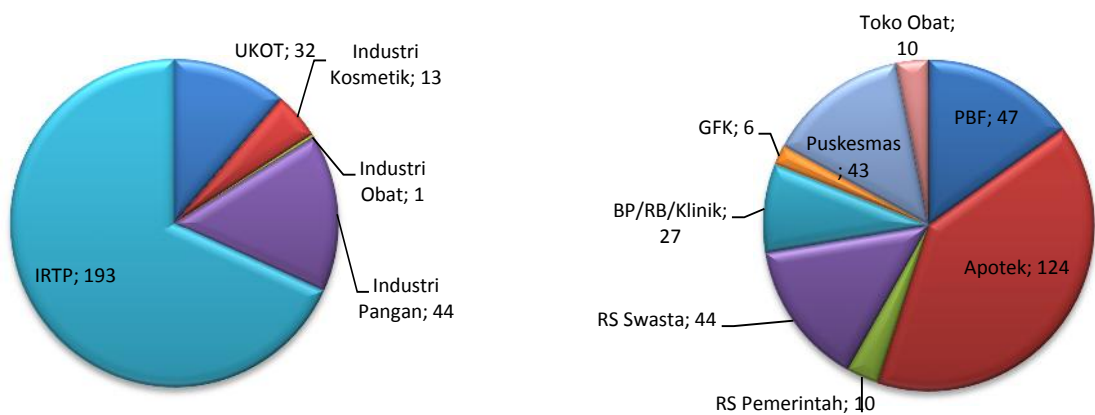 UKOT; 32
Industri
Kosmetik; 13
Industri
Obat; 1
Industri
Pangan; 44
IRTP; 193
Toko Obat;
10
PBF; 47
Apotek; 124
RS Pemerintah; 10
RS Swasta; 44
BP/RB/Klinik;
27
GFK; 6
Puskesmas
; 43